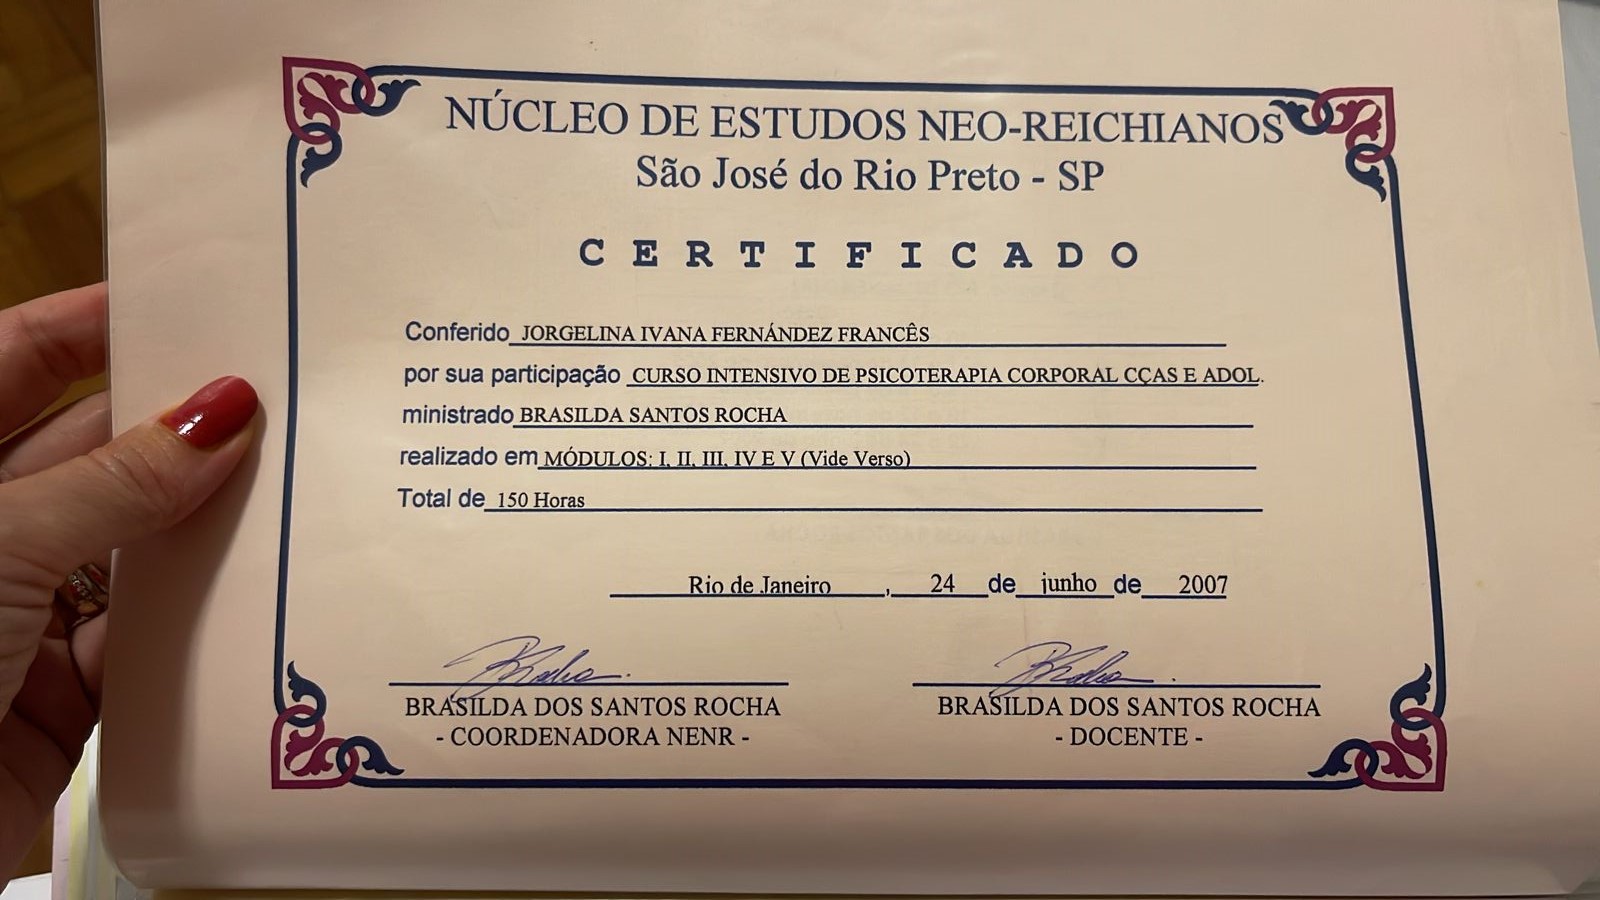 NÚCLEO DE ESTUDOS NEO-REICHIANOS
São José do Rio Preto - SP
CERTIFICADO
Conferido JORGELINA IVANA FERNÁNDEZ FRANCÊS
por sua participação CURSO INTENSIVO DE PSICOTERAPIA CORPORAL CÇAS E ADOL.
ministrado BRASILDA SANTOS ROCHA
realizado em MÓDULOS: I, II, III, IV E V (Vide Verso)
Total de 150 Horas
Rio de Janeiro, 24 de junho de 2007
BRASILDA DOS SANTOS ROCHA BRASILDA DOS SANTOS ROCHA
- COORDENADORA NENR - - DOCENTE -